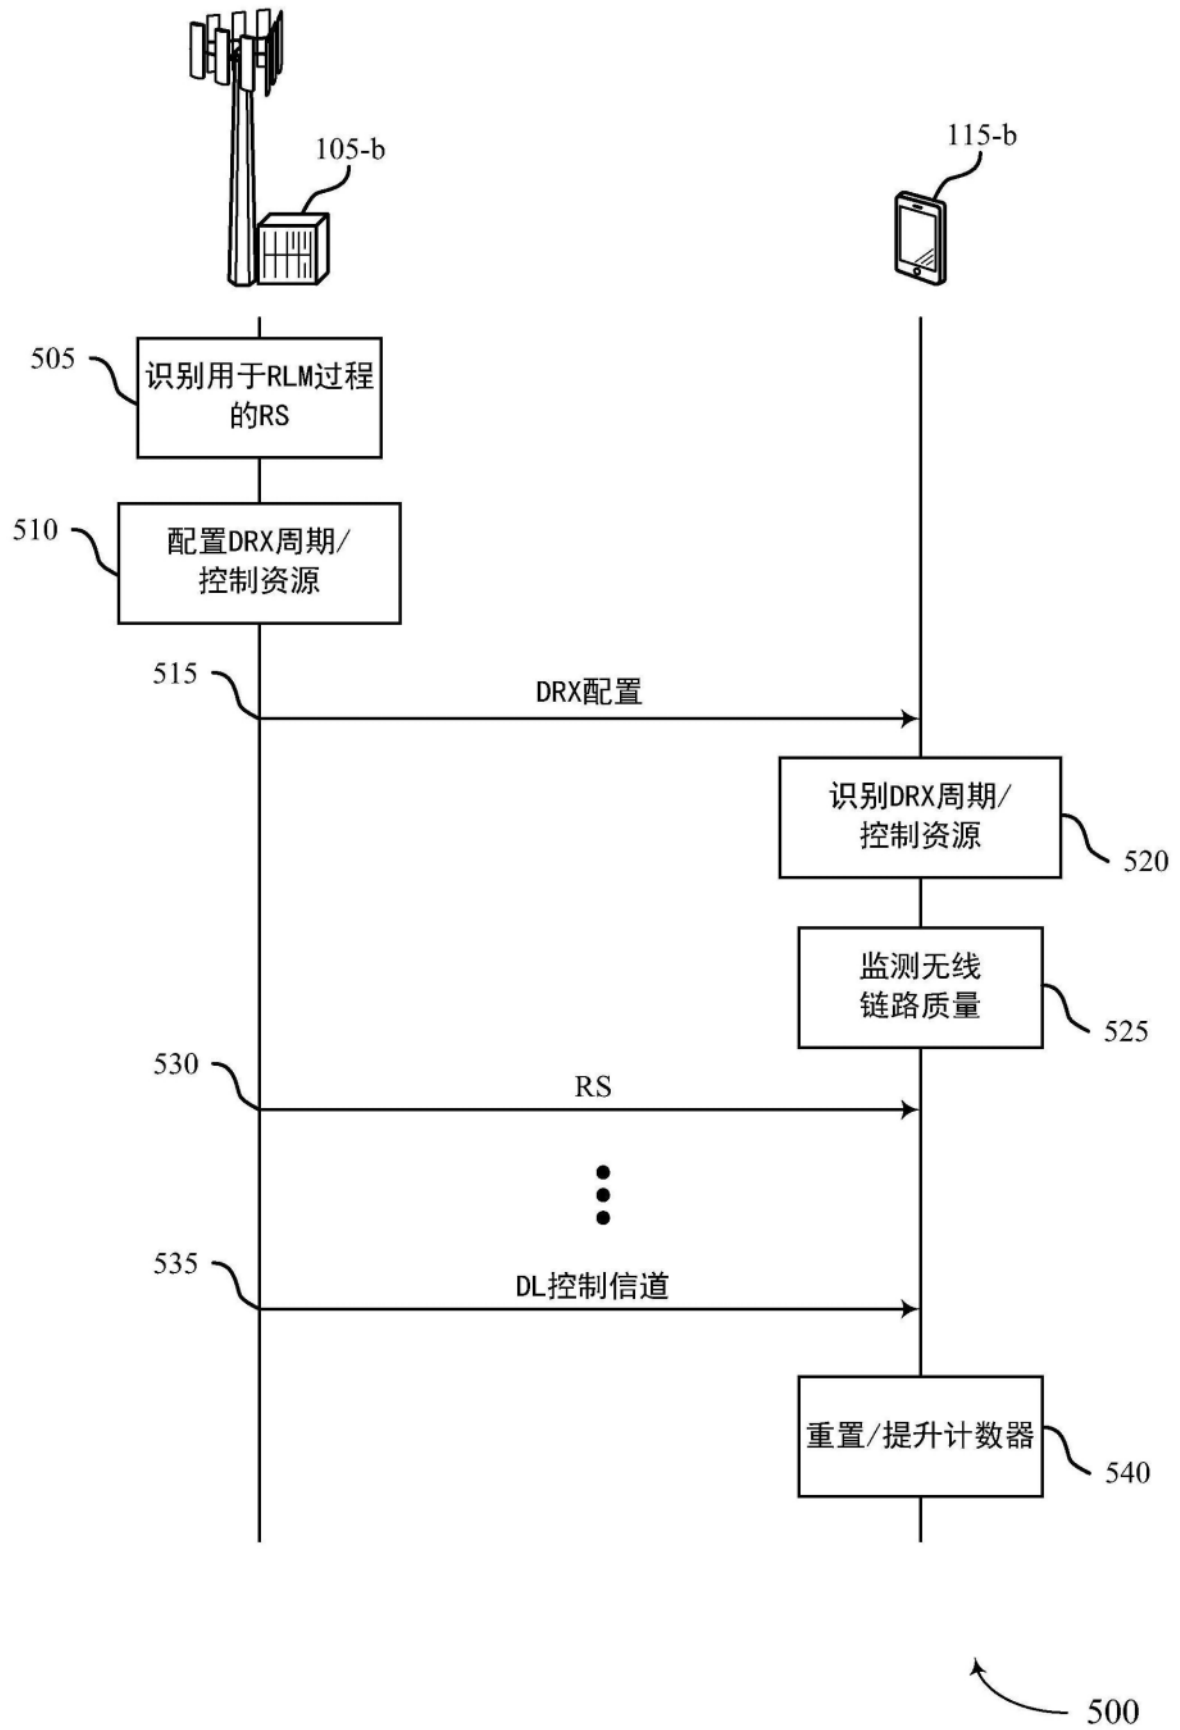 105-b
115-b
505
识别用于RLM过程
的RS
510
配置DRX周期/
控制资源
515
DRX配置
识别DRX周期/
控制资源
520
监测无线
链路质量
525
530
RS
535
DL控制信道
重置/提升计数器
540
500